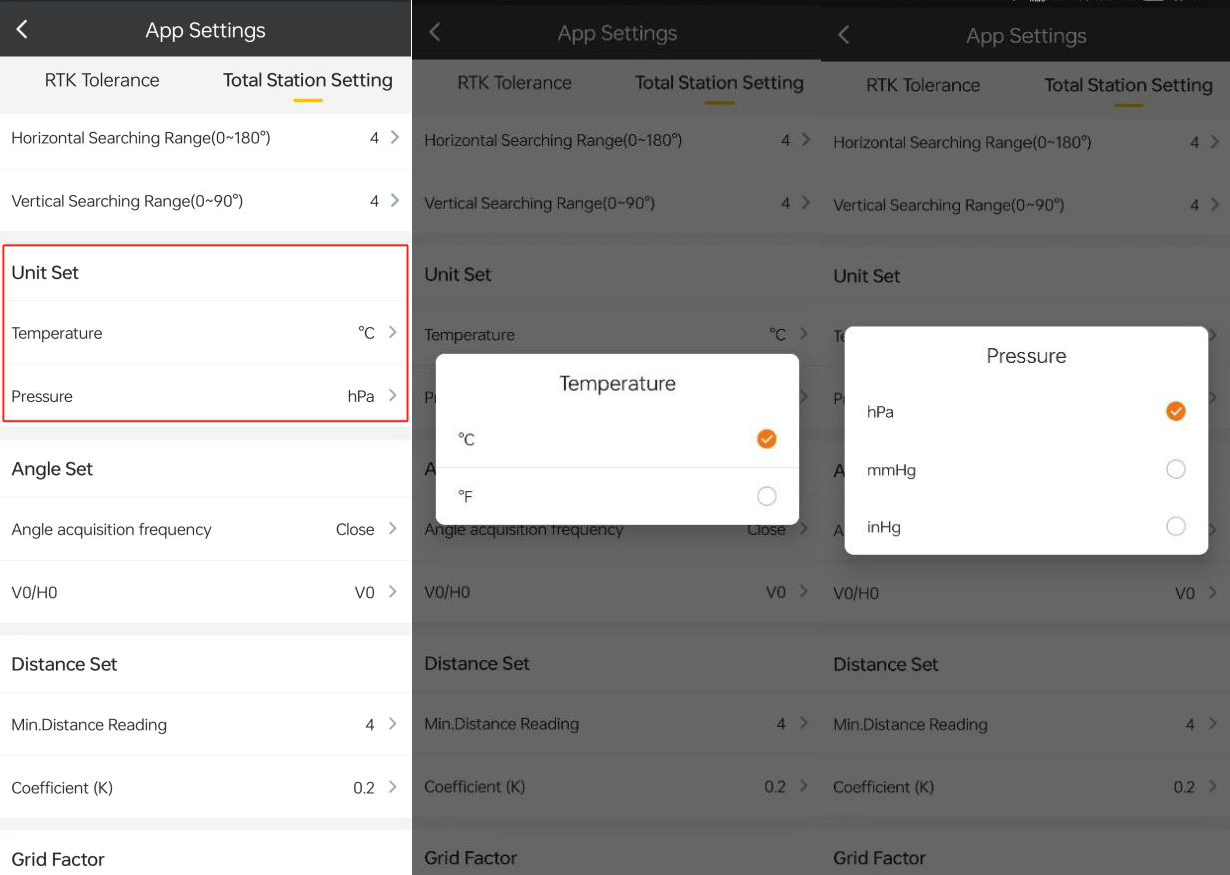 App Settings
RTK Tolerance Total Station Setting
Horizontal Searching Range(0~180°) 4
Vertical Searching Range(0~90°) 4
Unit Set
Temperature °C
Pressure hPa
Angle Set
Angle acquisition frequency Close
V0/H0 V0
Distance Set
Min.Distance Reading 4
Coefficient (K) 0.2
Grid Factor
App Settings
RTK Tolerance Total Station Setting
Horizontal Searching Range(0~180°) 4
Vertical Searching Range(0~90°) 4
Unit Set
Temperature °C
Temperature
°C
°F
Angle acquisition frequency Close
V0/H0 V0
Distance Set
Min.Distance Reading 4
Coefficient (K) 0.2
Grid Factor
App Settings
RTK Tolerance Total Station Setting
Horizontal Searching Range(0~180°) 4
Vertical Searching Range(0~90°) 4
Unit Set
Pressure
hPa
mmHg
inHg
V0/H0 V0
Distance Set
Min.Distance Reading 4
Coefficient (K) 0.2
Grid Factor